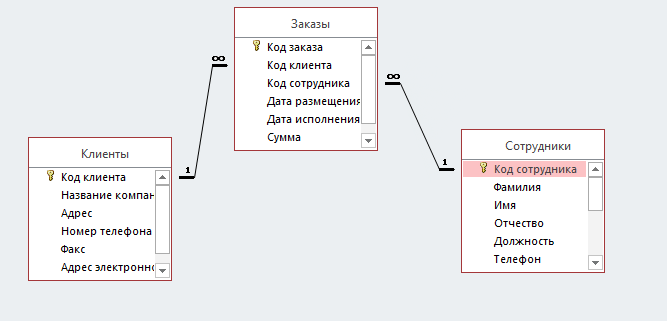 Заказы
Код заказа
Код клиента
Код сотрудника
Дата размещения
Дата исполнения
Сумма
∞
∞
1
1
Клиенты
Код клиента
Название компан
Адрес
Номер телефона
Факс
Адрес электронно
Сотрудники
Код сотрудника
Фамилия
Имя
Отчество
Должность
Телефон